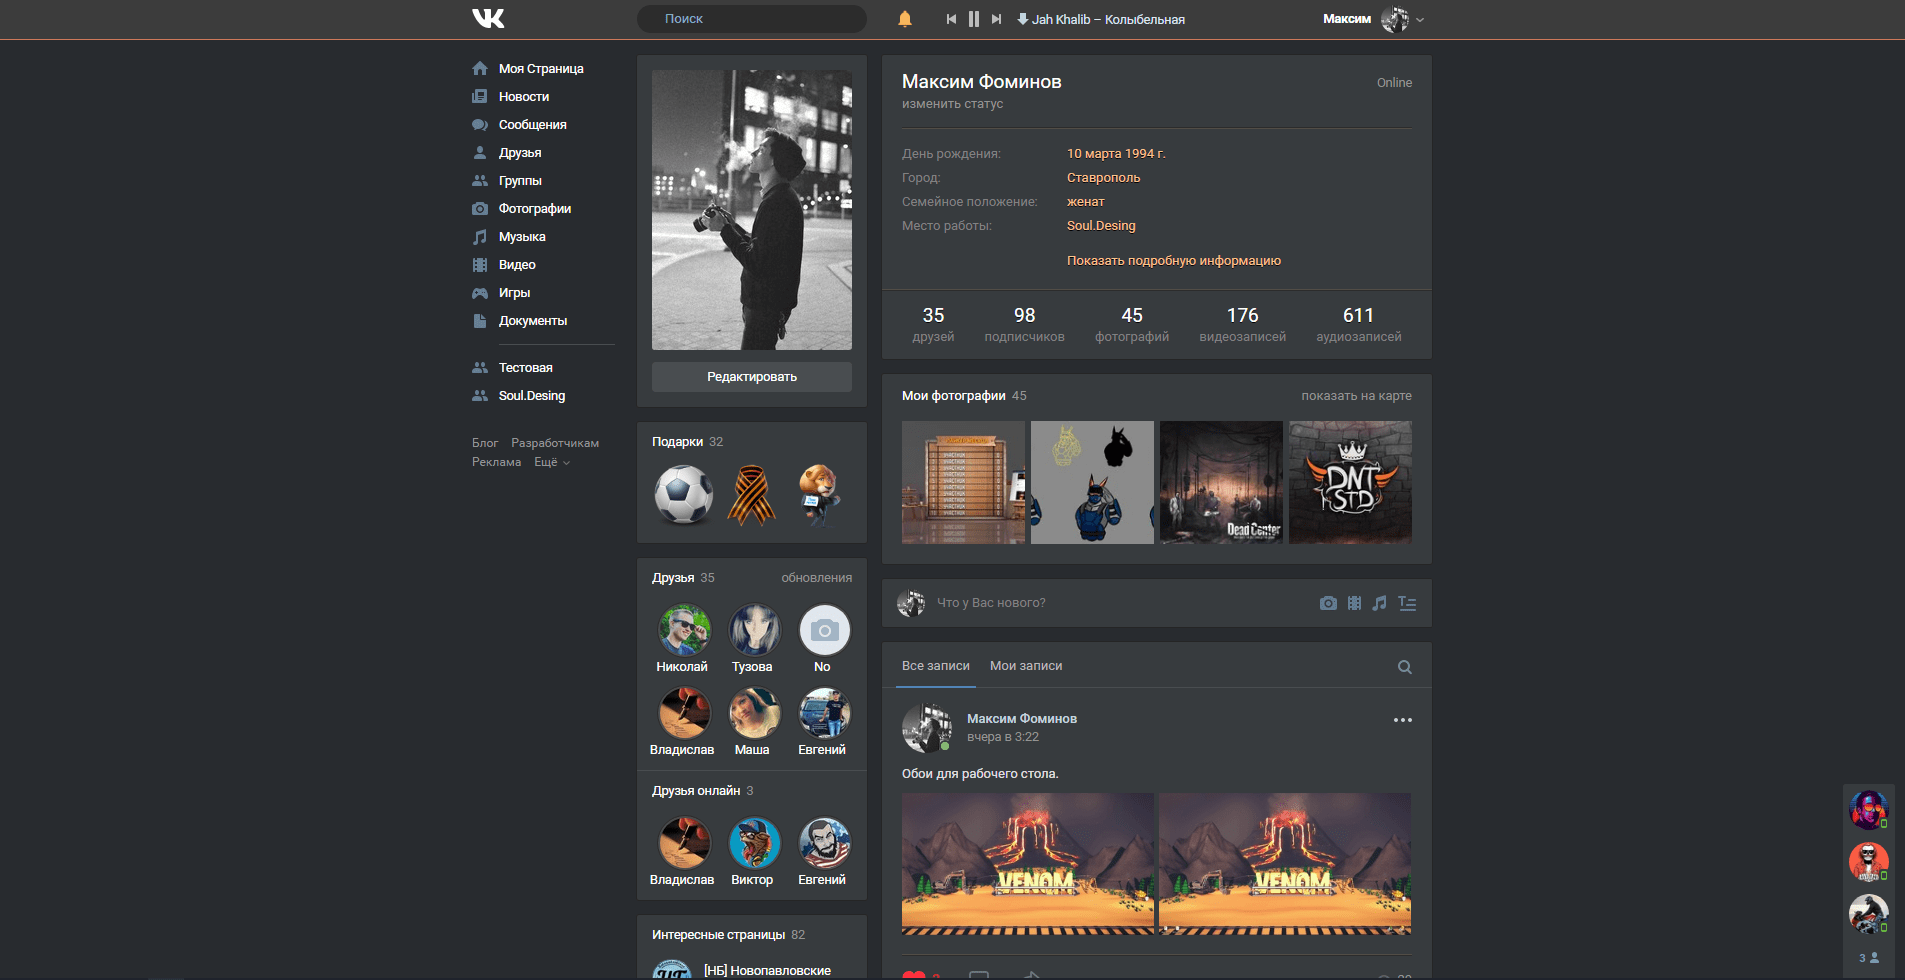 Поиск
Jah Khalib – Колыбельная
Максим
Моя Страница
Новости
Сообщения
Друзья
Группы
Фотографии
Музыка
Видео
Игры
Документы
Тестовая
Soul.Desing
Блог Разработчикам
Реклама Ещё
Редактировать
Подарки 32
Друзья 35 обновления
Николай Тузова No
Владислав Маша Евгений
Друзья онлайн 3
Владислав Виктор Евгений
Интересные страницы 82
[НБ] Новопавловские
Максим Фоминов Online
изменить статус
День рождения: 10 марта 1994 г.
Город: Ставрополь
Семейное положение: женат
Место работы: Soul.Desing
Показать подробную информацию
35 98 45 176 611
друзей подписчиков фотографий видеозаписей аудиозаписей
Мои фотографии 45 показать на карте
Dead Center
DNT
STD
Что у Вас нового?
Все записи Мои записи
Максим Фоминов
вчера в 3:22
Обои для рабочего стола.
VENOM VENOM
3